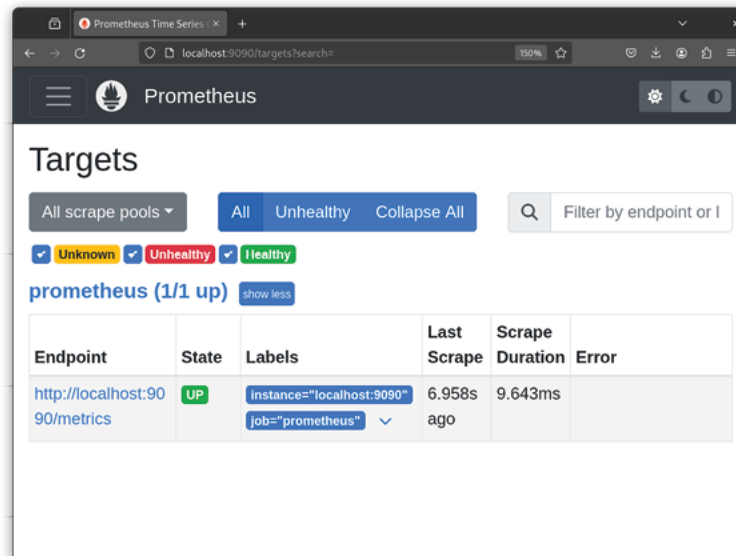 Prometheus Time Series
localhost:9090/targets?search=
150%
Prometheus
Targets
All scrape pools
All
Unhealthy
Collapse All
Filter by endpoint or l
Unknown
Unhealthy
Healthy
prometheus (1/1 up)
show less
Endpoint
State
Labels
Last
Scrape
Scrape
Duration
Error
http://localhost:90
90/metrics
UP
instance="localhost:9090"
job="prometheus"
6.958s
ago
9.643ms